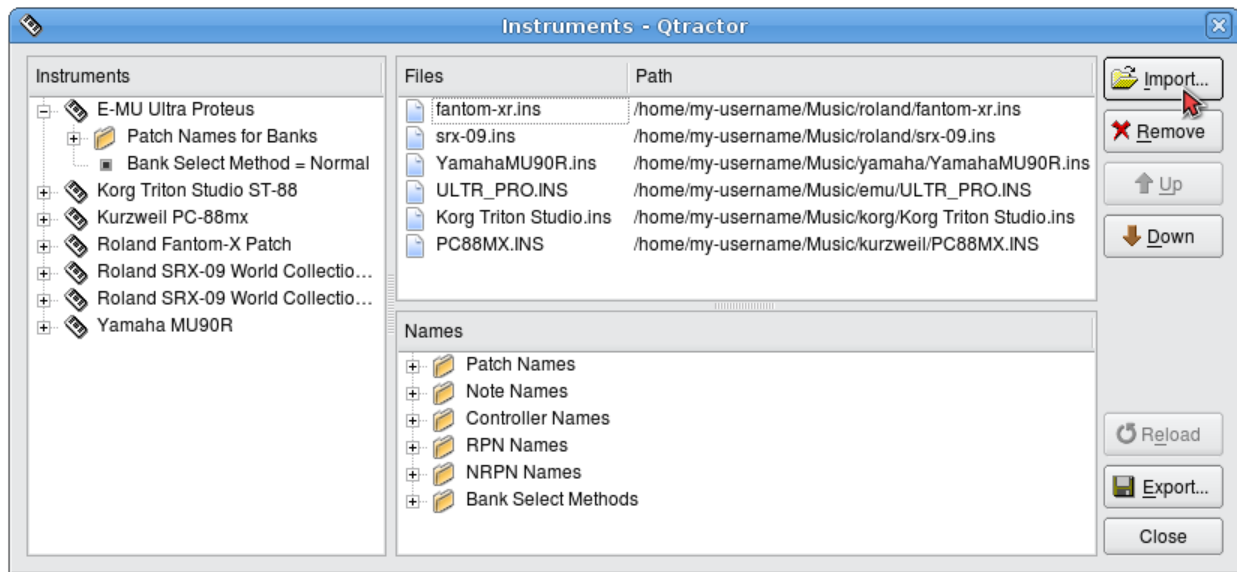 Instruments - Qtractor
Instruments
E-MU Ultra Proteus
Patch Names for Banks
Bank Select Method = Normal
Korg Triton Studio ST-88
Kurzweil PC-88mx
Roland Fantom-X Patch
Roland SRX-09 World Collectio...
Roland SRX-09 World Collectio...
Yamaha MU90R
Files Path
fantom-xr.ins /home/my-username/Music/roland/fantom-xr.ins
srx-09.ins /home/my-username/Music/roland/srx-09.ins
YamahaMU90R.ins /home/my-username/Music/yamaha/YamahaMU90R.ins
ULTR_PRO.INS /home/my-username/Music/emu/ULTR_PRO.INS
Korg Triton Studio.ins /home/my-username/Music/korg/Korg Triton Studio.ins
PC88MX.INS /home/my-username/Music/kurzweil/PC88MX.INS
Names
Patch Names
Note Names
Controller Names
RPN Names
NRPN Names
Bank Select Methods
Import...
Remove
Up
Down
Reload
Export...
Close